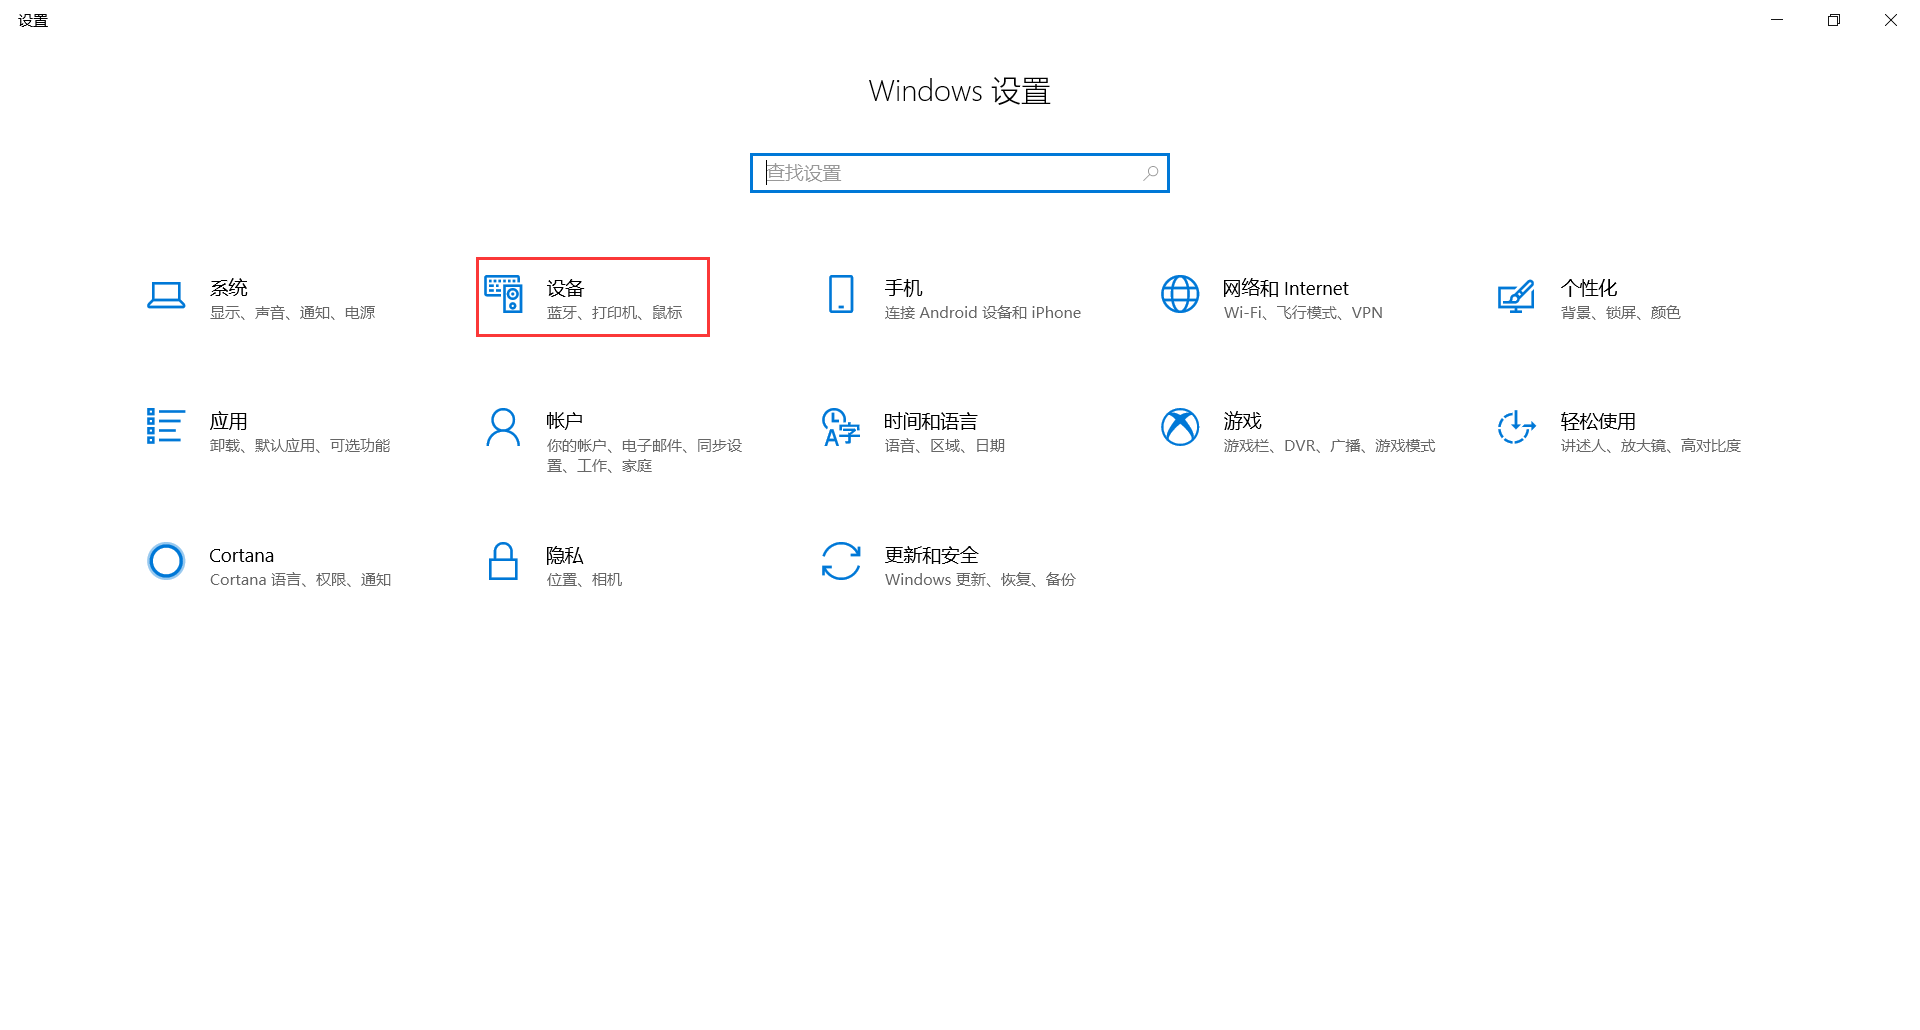 设置
Windows 设置
查找设置
系统
显示、声音、通知、电源
设备
蓝牙、打印机、鼠标
手机
连接 Android 设备和 iPhone
网络和 Internet
Wi-Fi、飞行模式、VPN
个性化
背景、锁屏、颜色
应用
卸载、默认应用、可选功能
帐户
你的帐户、电子邮件、同步设
置、工作、家庭
时间和语言
语音、区域、日期
游戏
游戏栏、DVR、广播、游戏模式
轻松使用
讲述人、放大镜、高对比度
Cortana
Cortana 语言、权限、通知
隐私
位置、相机
更新和安全
Windows 更新、恢复、备份